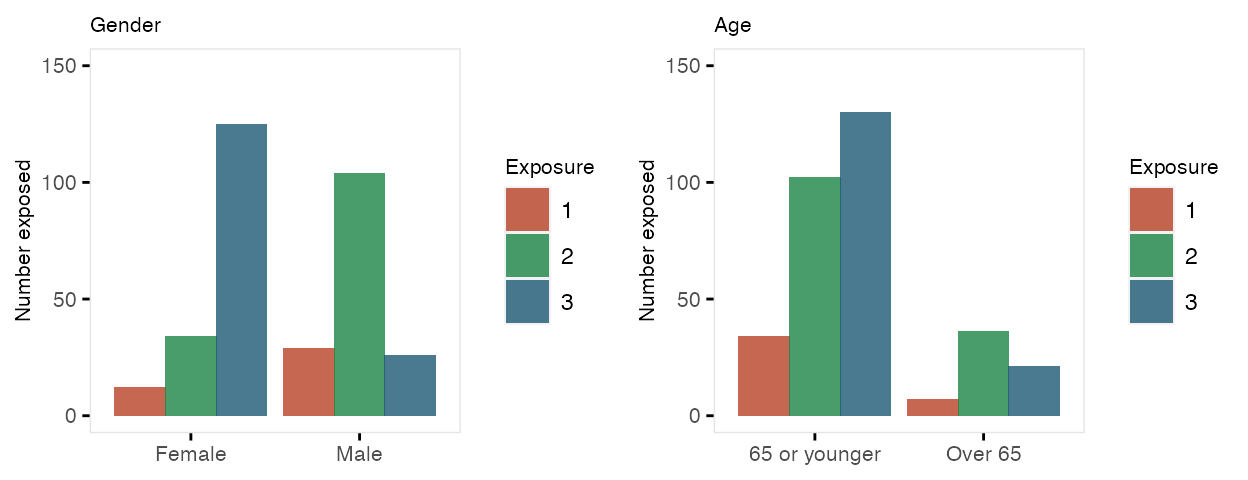 Gender
150
100
50
0
Number exposed
Female Male
Exposure
1
2
3
Age
150
100
50
0
Number exposed
65 or younger Over 65
Exposure
1
2
3